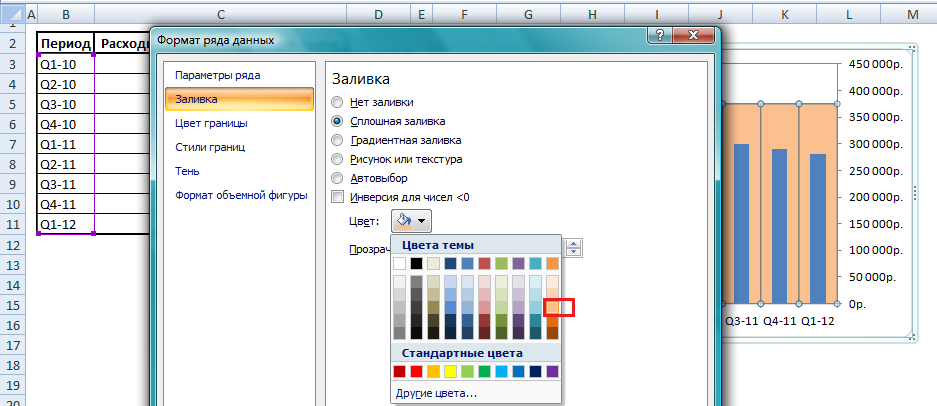 A B C D E F G H I J K L M
1
2 Период Расходы
3 Q1-10
4 Q2-10
5 Q3-10
6 Q4-10
7 Q1-11
8 Q2-11
9 Q3-11
10 Q4-11
11 Q1-12
12
13
14
15
16
17
18
19
20
Формат ряда данных
?
Параметры ряда
Заливка
Цвет границы
Стили границ
Тень
Формат объемной фигуры
Заливка
Нет заливки
Сплошная заливка
Градиентная заливка
Рисунок или текстура
Автовыбор
Инверсия для чисел <0
Цвет:
Прозрач
Цвета темы
Стандартные цвета
Другие цвета...
450 000р.
400 000р.
350 000р.
300 000р.
250 000р.
200 000р.
150 000р.
100 000р.
50 000р.
0р.
Q3-11 Q4-11 Q1-12